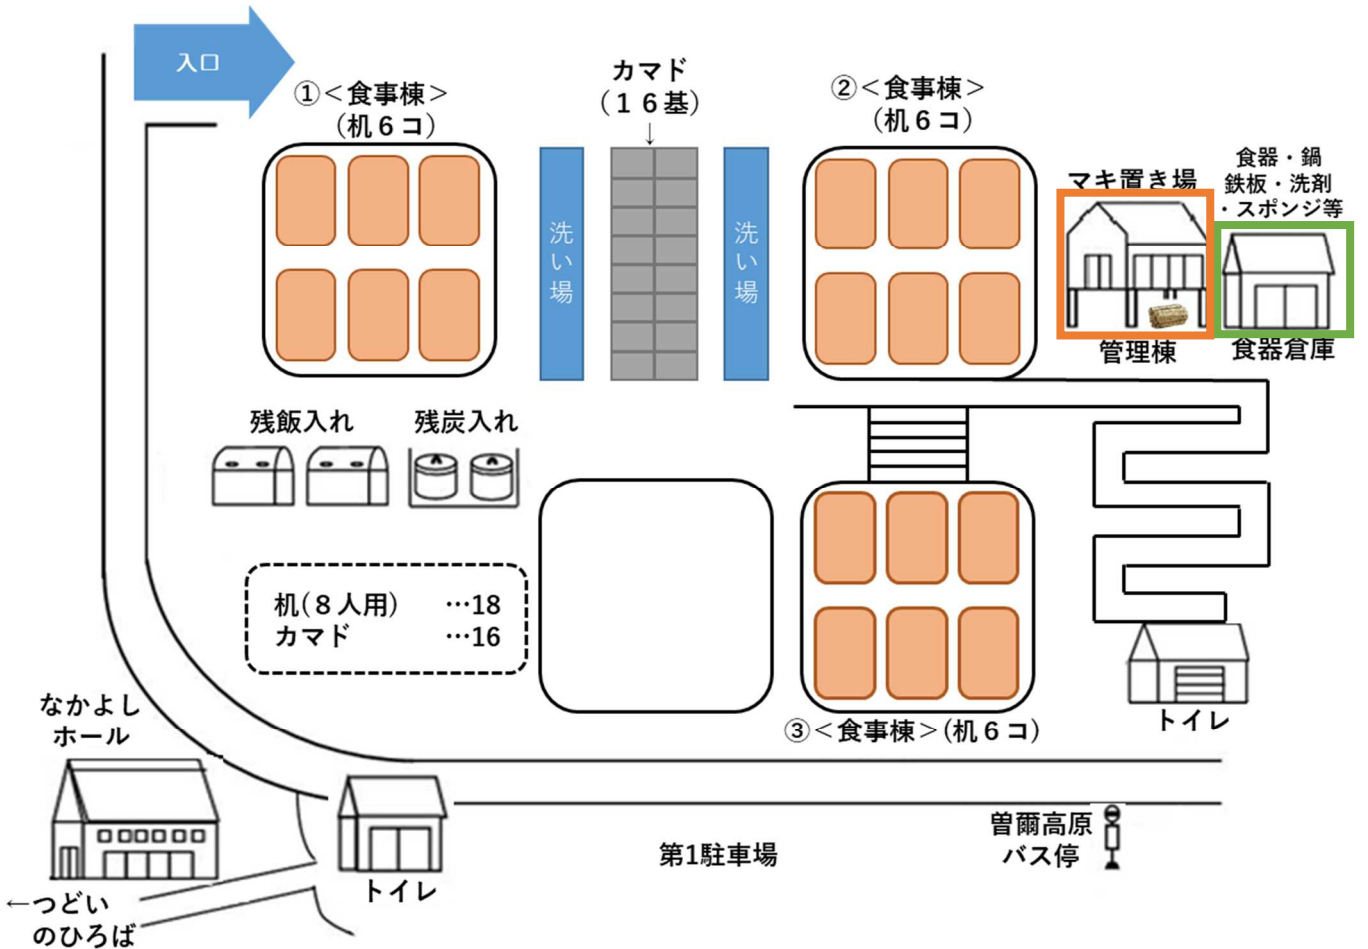 入口
①＜食事棟＞
(机６コ)
カマド
(１６基)
↓
②＜食事棟＞
(机６コ)
洗い場
洗い場
マキ置き場
管理棟
食器・鍋
鉄板・洗剤
・スポンジ等
食器倉庫
残飯入れ
残炭入れ
机(８人用) …18
カマド …16
③＜食事棟＞(机６コ)
トイレ
なかよし
ホール
トイレ
第1駐車場
曽爾高原
バス停
←つどい
のひろば